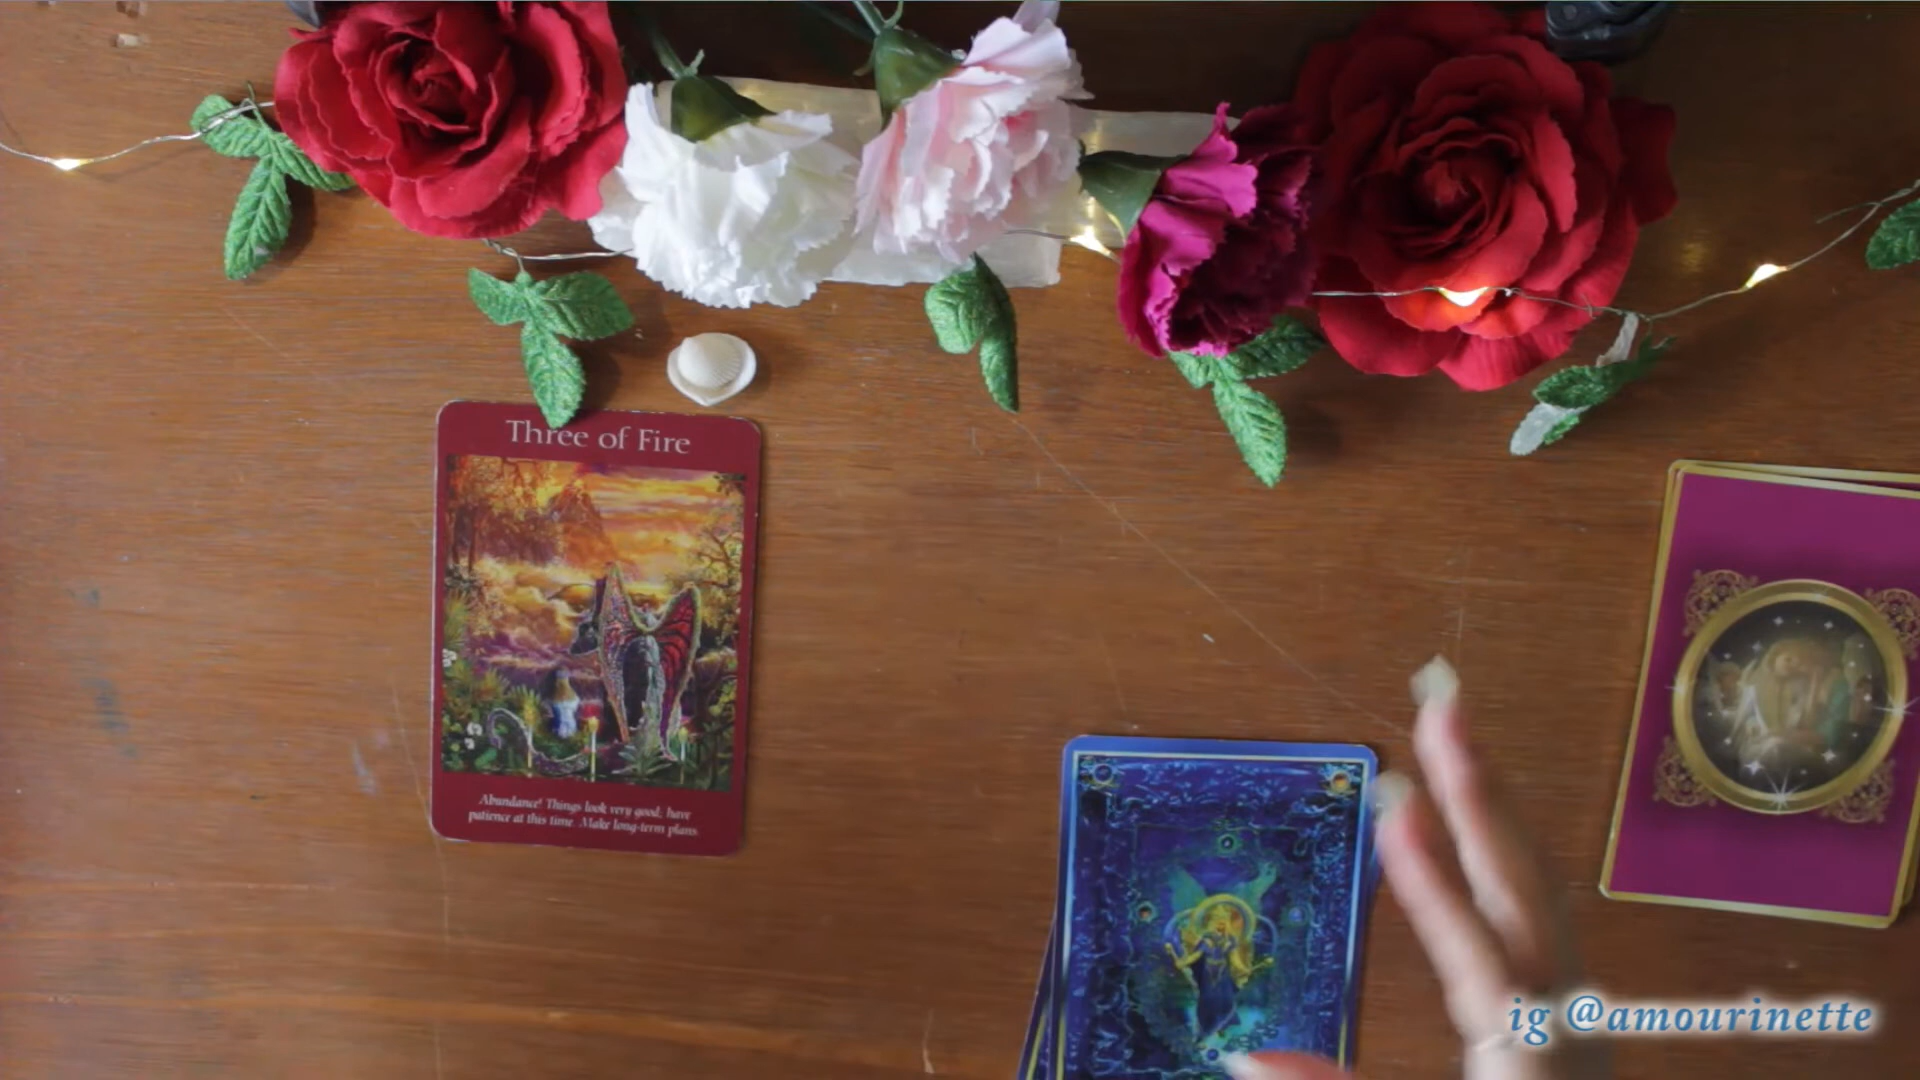 Three of Fire
Abundance! Things look very good; have
patience at this time. Make long-term plans
ig @amourinette